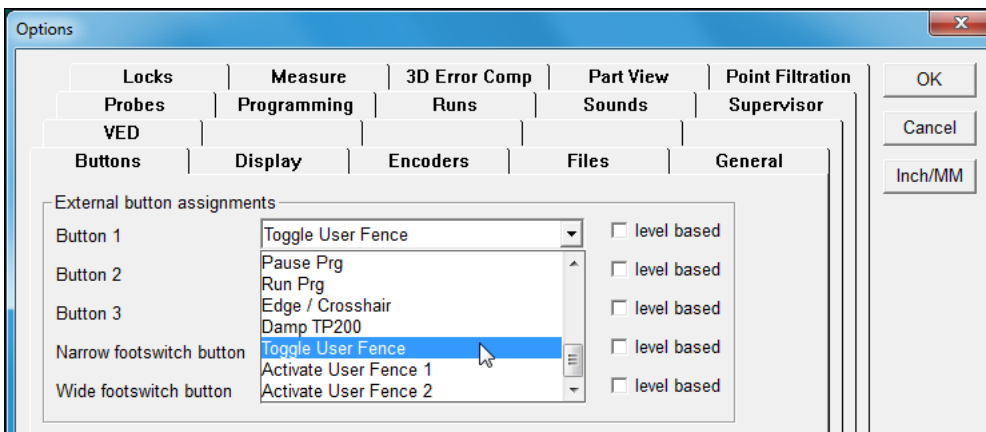 Options
Locks Measure 3D Error Comp Part View Point Filtration
OK
Probes Programming Runs Sounds Supervisor
VED
Cancel
Buttons Display Encoders Files General
Inch/MM
External button assignments
Button 1 Toggle User Fence level based
Pause Prg
Button 2 level based
Run Prg
Edge / Crosshair
Button 3 level based
Damp TP200
Narrow footswitch button Toggle User Fence level based
Activate User Fence 1
Wide footswitch button Activate User Fence 2 level based